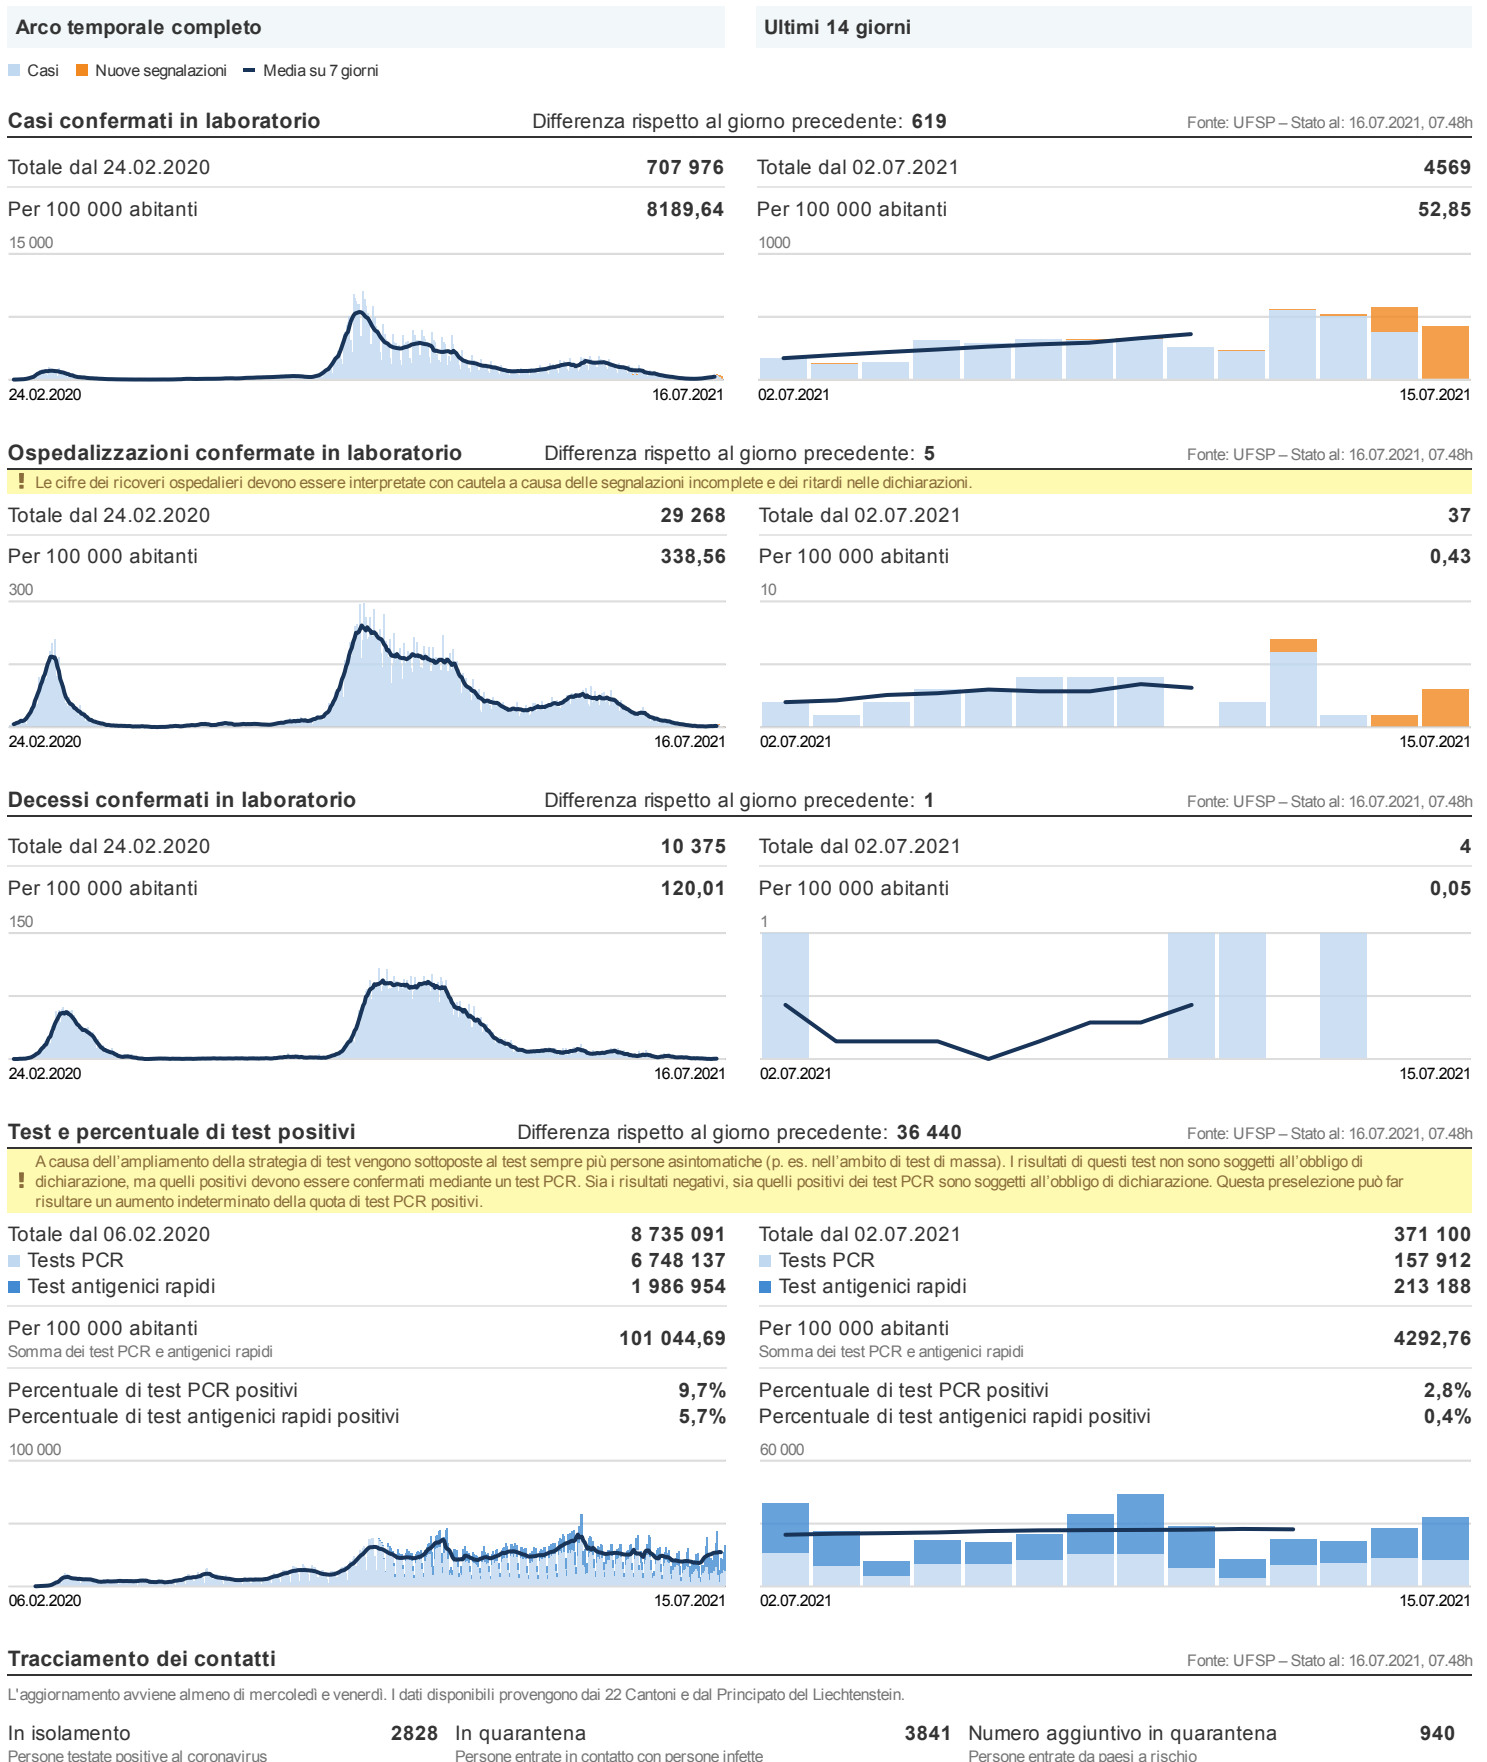 Arco temporale completo
Ultimi 14 giorni
Casi Nuove segnalazioni Media su 7 giorni
Casi confermati in laboratorio Differenza rispetto al giorno precedente: 619 Fonte: UFSP – Stato al: 16.07.2021, 07.48h
Totale dal 24.02.2020 707 976
Per 100 000 abitanti 8189,64
15 000
24.02.2020 16.07.2021
Totale dal 02.07.2021 4569
Per 100 000 abitanti 52,85
1000
02.07.2021 15.07.2021
Ospedalizzazioni confermate in laboratorio Differenza rispetto al giorno precedente: 5 Fonte: UFSP – Stato al: 16.07.2021, 07.48h
! Le cifre dei ricoveri ospedalieri devono essere interpretate con cautela a causa delle segnalazioni incomplete e dei ritardi nelle dichiarazioni.
Totale dal 24.02.2020 29 268
Per 100 000 abitanti 338,56
300
24.02.2020 16.07.2021
Totale dal 02.07.2021 37
Per 100 000 abitanti 0,43
10
02.07.2021 15.07.2021
Decessi confermati in laboratorio Differenza rispetto al giorno precedente: 1 Fonte: UFSP – Stato al: 16.07.2021, 07.48h
Totale dal 24.02.2020 10 375
Per 100 000 abitanti 120,01
150
24.02.2020 16.07.2021
Totale dal 02.07.2021 4
Per 100 000 abitanti 0,05
1
02.07.2021 15.07.2021
Test e percentuale di test positivi Differenza rispetto al giorno precedente: 36 440 Fonte: UFSP – Stato al: 16.07.2021, 07.48h
A causa dell'ampliamento della strategia di test vengono sottoposte al test sempre più persone asintomatiche (p. es. nell'ambito di test di massa). I risultati di questi test non sono soggetti all'obbligo di
! dichiarazione, ma quelli positivi devono essere confermati mediante un test PCR. Sia i risultati negativi, sia quelli positivi dei test PCR sono soggetti all'obbligo di dichiarazione. Questa preselezione può far
risultare un aumento indeterminato della quota di test PCR positivi.
Totale dal 06.02.2020 8 735 091
Tests PCR 6 748 137
Test antigenici rapidi 1 986 954
Per 100 000 abitanti 101 044,69
Somma dei test PCR e antigenici rapidi
Percentuale di test PCR positivi 9,7%
Percentuale di test antigenici rapidi positivi 5,7%
100 000
06.02.2020 15.07.2021
Totale dal 02.07.2021 371 100
Tests PCR 157 912
Test antigenici rapidi 213 188
Per 100 000 abitanti 4292,76
Somma dei test PCR e antigenici rapidi
Percentuale di test PCR positivi 2,8%
Percentuale di test antigenici rapidi positivi 0,4%
60 000
02.07.2021 15.07.2021
Tracciamento dei contatti Fonte: UFSP – Stato al: 16.07.2021, 07.48h
L'aggiornamento avviene almeno di mercoledì e venerdì. I dati disponibili provengono dai 22 Cantoni e dal Principato del Liechtenstein.
In isolamento 2828 In quarantena 3841 Numero aggiuntivo in quarantena 940
Persone testate positive al coronavirus Persone entrate in contatto con persone infette Persone entrate da paesi a rischio